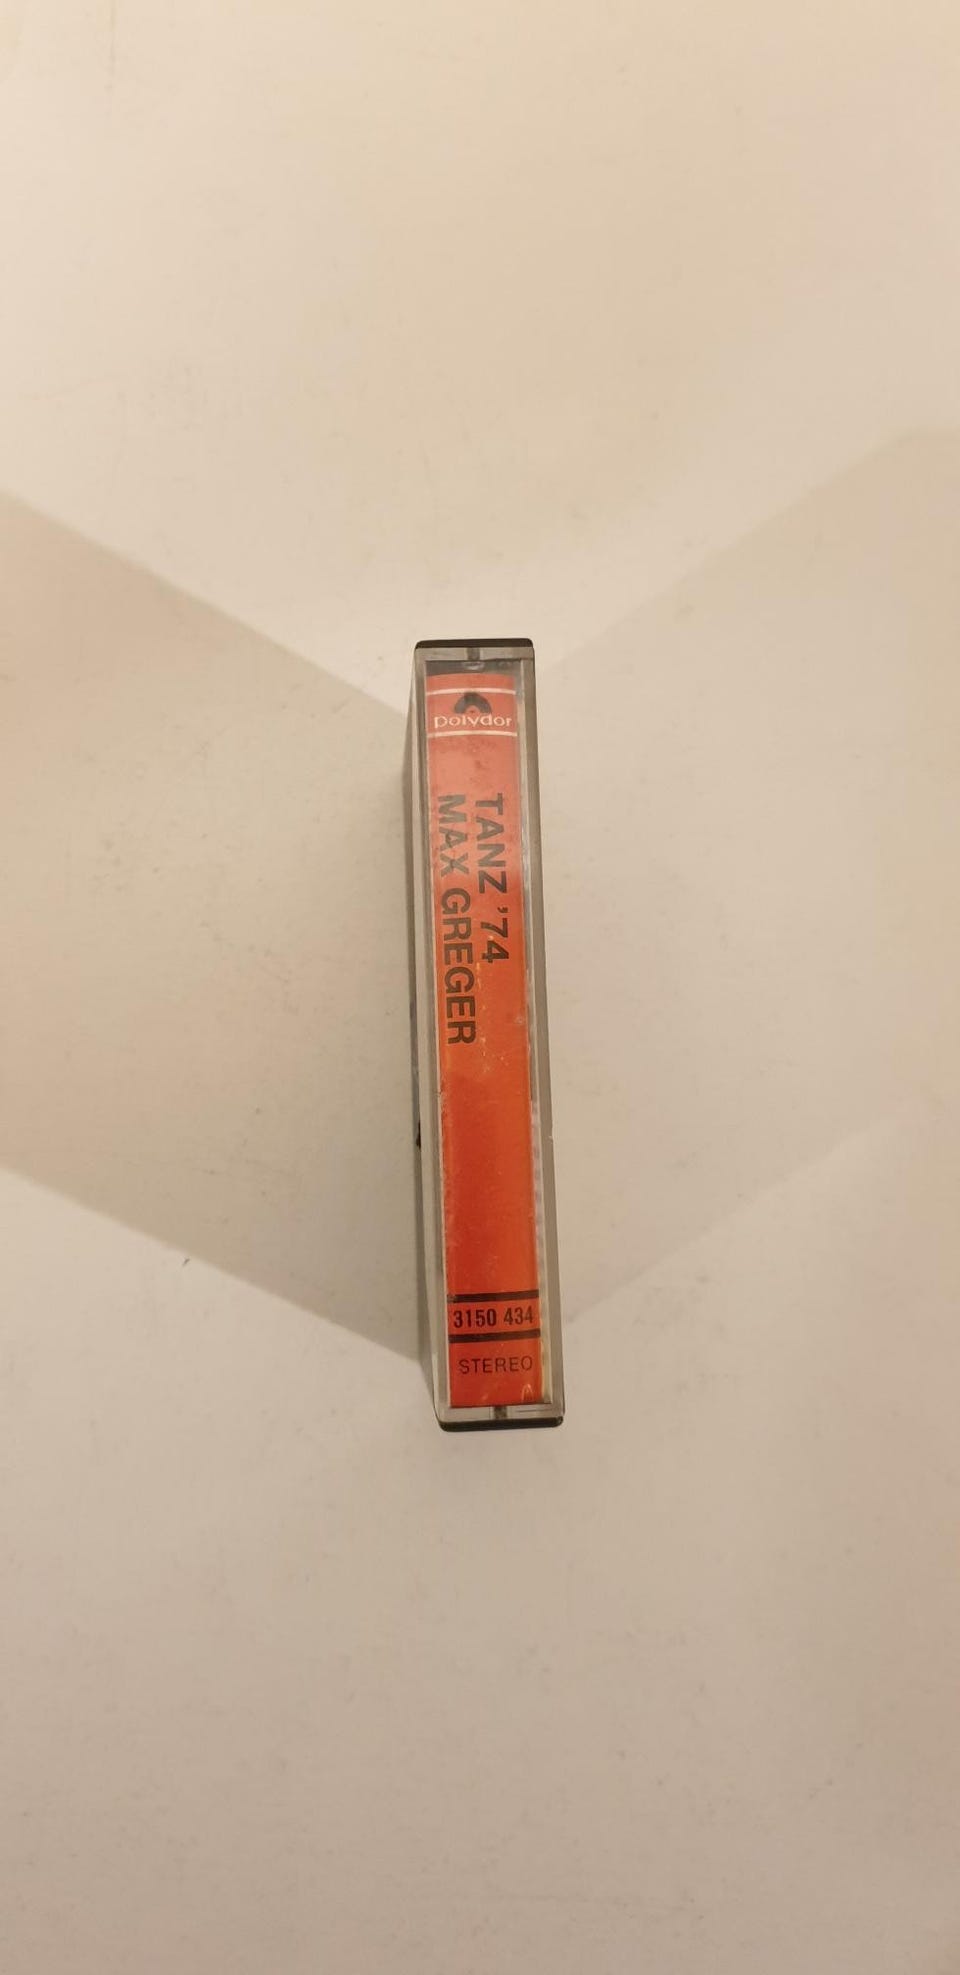 polydor
TANZ '74
MAX GREGER
3150 434
STEREO